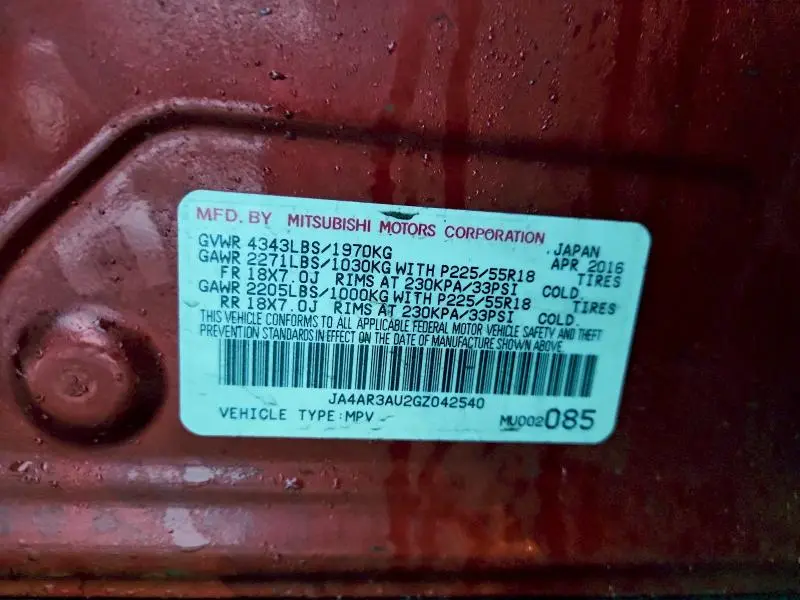 MFD. BY MITSUBISHI MOTORS CORPORATION
JAPAN
GVWR 4343LBS/1970KG APR 2016
GAWR 2271LBS/1030KG WITH P225/55R18 TIRES
FR 18X7.0J RIMS AT 230KPA/33PSI COLD.
GAWR 2205LBS/1000KG WITH P225/55R18 TIRES
RR 18X7.0J RIMS AT 230KPA/33PSI COLD.
THIS VEHICLE CONFORMS TO ALL APPLICABLE FEDERAL MOTOR VEHICLE SAFETY AND THEFT
PREVENTION STANDARDS IN EFFECT ON THE DATE OF MANUFACTURE SHOWN ABOVE.
JA4AR3AU2GZ042540
VEHICLE TYPE:MPV MU002085